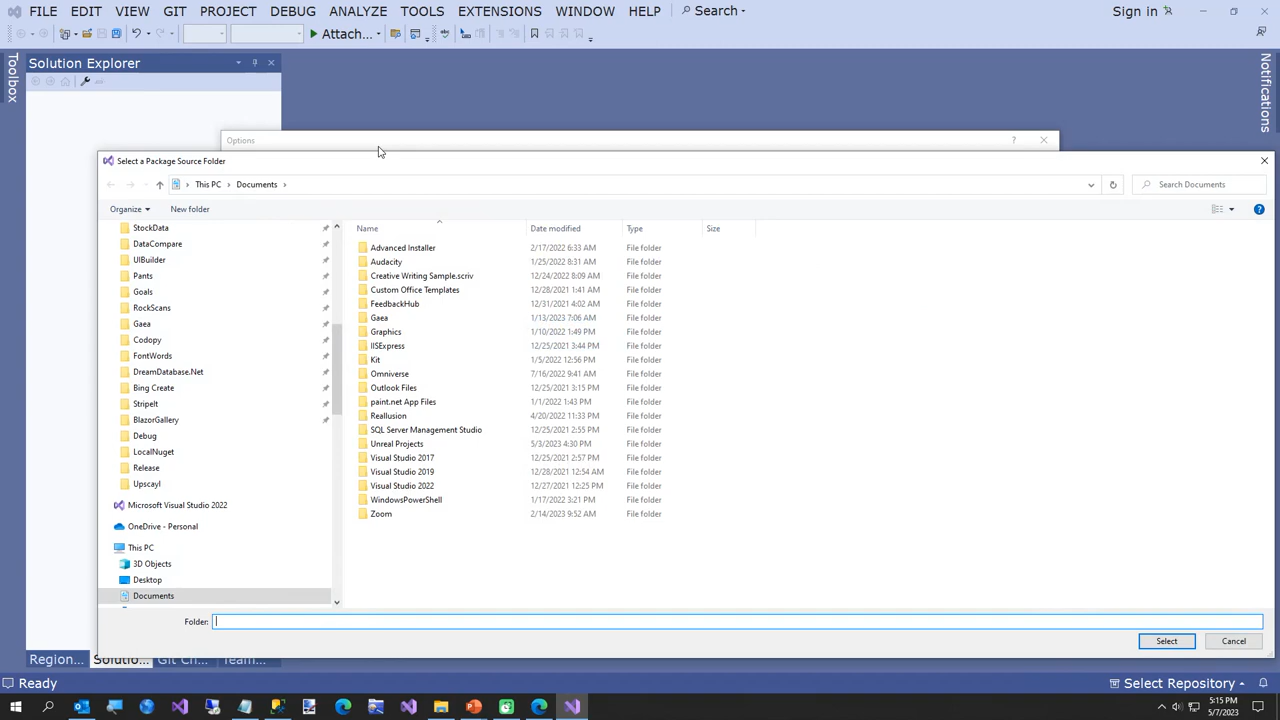 FILE EDIT VIEW GIT PROJECT DEBUG ANALYZE TOOLS EXTENSIONS WINDOW HELP Search Sign in
Attach...
Toolbox
Solution Explorer
Notifications
Options
Select a Package Source Folder
This PC Documents Search Documents
Organize New folder
StockData
DataCompare
UIBuilder
Pants
Goals
RockScans
Gaea
Codopy
FontWords
DreamDatabase.Net
Bing Create
StripeIt
BlazorGallery
Debug
LocalNuget
Release
Upscayl
Microsoft Visual Studio 2022
OneDrive - Personal
This PC
3D Objects
Desktop
Documents
Name Date modified Type Size
Advanced Installer 2/17/2022 6:33 AM File folder
Audacity 1/25/2022 8:31 AM File folder
Creative Writing Sample.scriv 12/24/2022 8:09 AM File folder
Custom Office Templates 12/28/2021 1:41 AM File folder
FeedbackHub 12/31/2021 4:02 AM File folder
Gaea 1/13/2023 7:06 AM File folder
Graphics 1/10/2022 1:49 PM File folder
IISExpress 12/25/2021 3:44 PM File folder
Kit 1/5/2022 12:56 PM File folder
Omniverse 7/16/2022 9:41 AM File folder
Outlook Files 12/25/2021 3:15 PM File folder
paint.net App Files 1/1/2022 1:43 PM File folder
Reallusion 4/20/2022 11:33 PM File folder
SQL Server Management Studio 12/25/2021 2:55 PM File folder
Unreal Projects 5/3/2023 4:30 PM File folder
Visual Studio 2017 12/25/2021 2:57 PM File folder
Visual Studio 2019 12/28/2021 12:54 AM File folder
Visual Studio 2022 12/27/2021 12:25 PM File folder
WindowsPowerShell 1/17/2022 3:21 PM File folder
Zoom 2/14/2023 9:52 AM File folder
Folder:
Select Cancel
Region... Solutio... Git Ch... Team...
Ready Select Repository
5:15 PM
5/7/2023